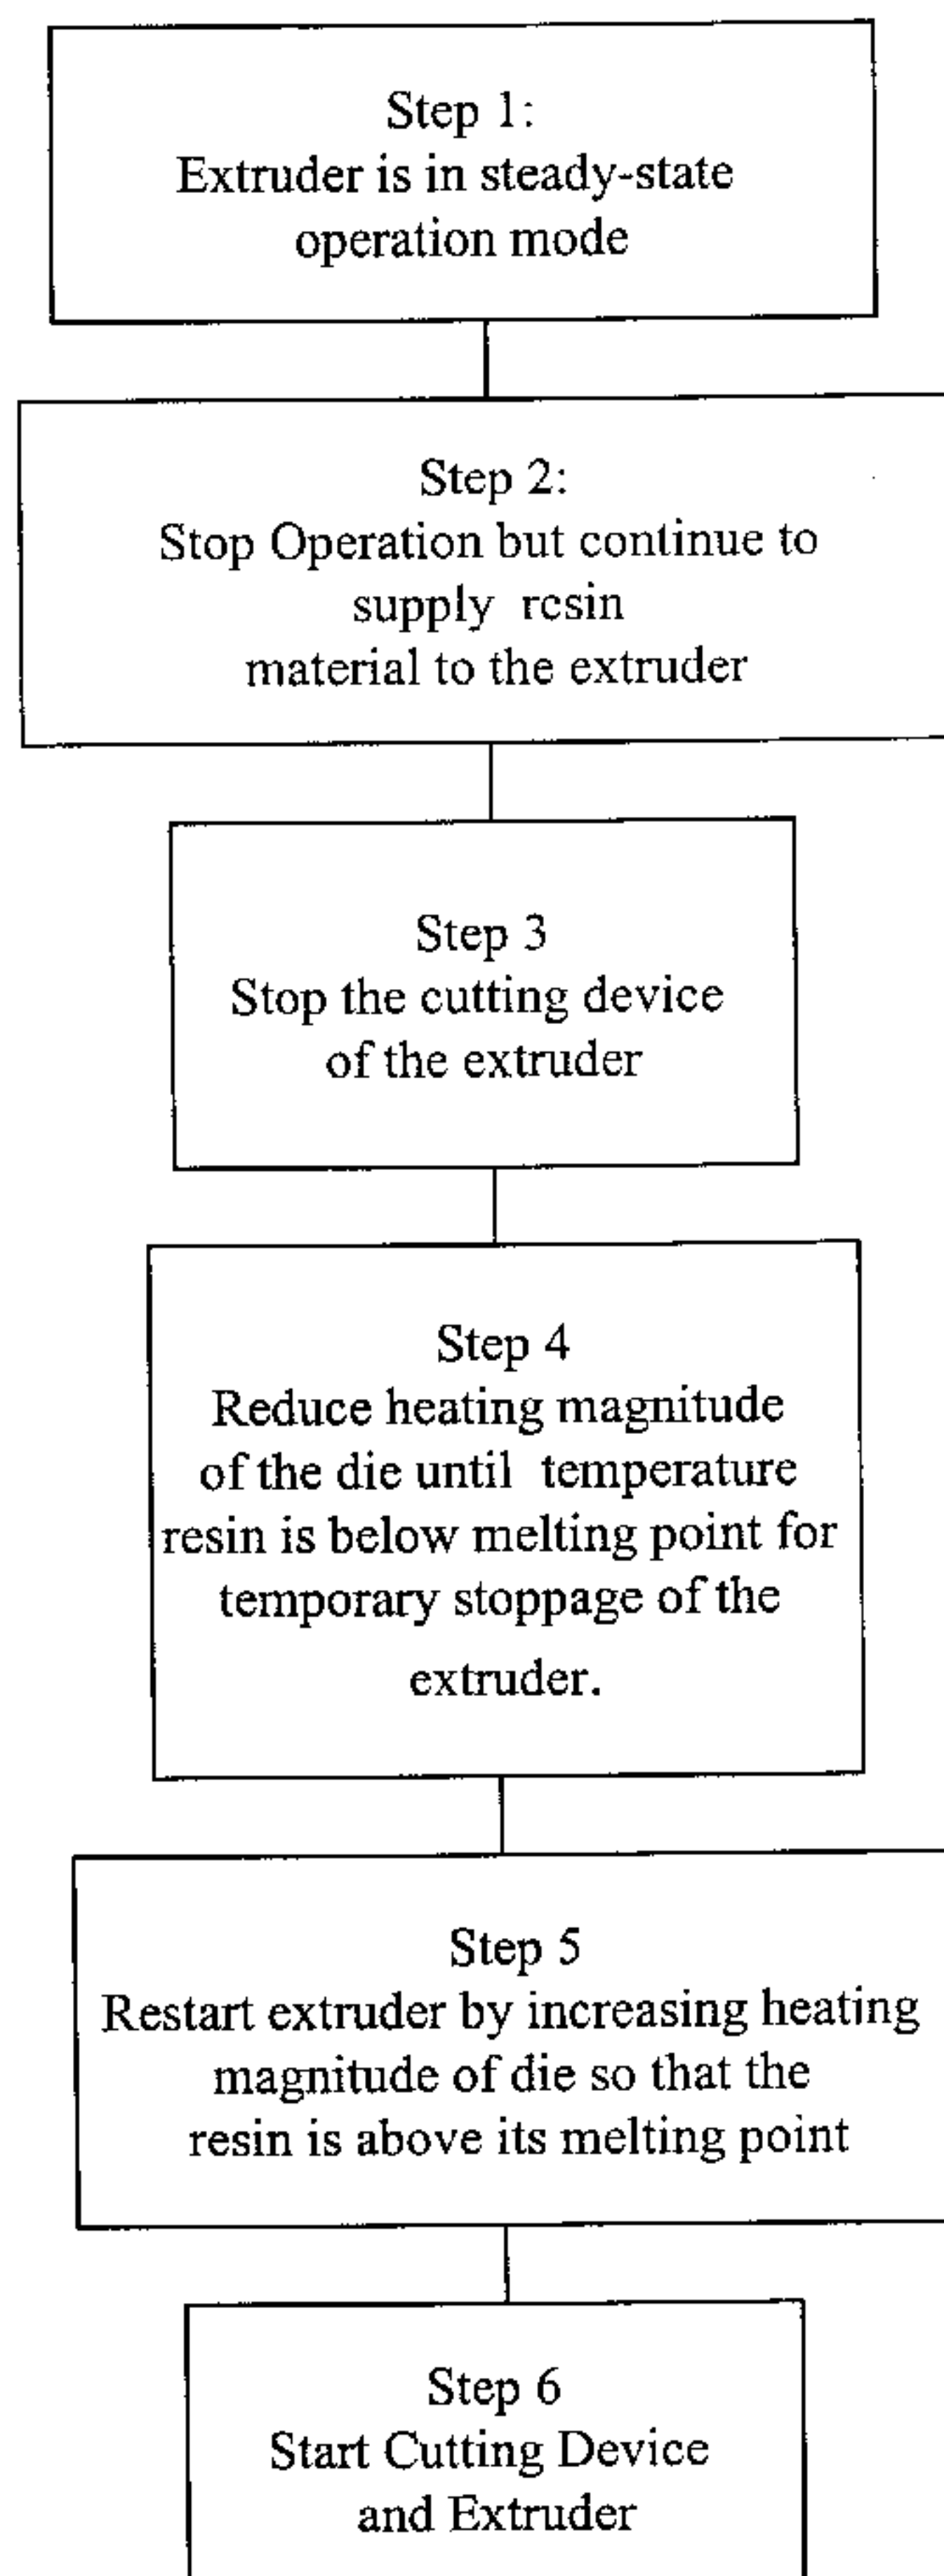 Step 1:
Extruder is in steady-state
operation mode
Step 2:
Stop Operation but continue to
supply resin
material to the extruder
Step 3
Stop the cutting device
of the extruder
Step 4
Reduce heating magnitude
of the die until temperature
resin is below melting point for
temporary stoppage of the
extruder.
Step 5
Restart extruder by increasing heating
magnitude of die so that the
resin is above its melting point
Step 6
Start Cutting Device
and Extruder